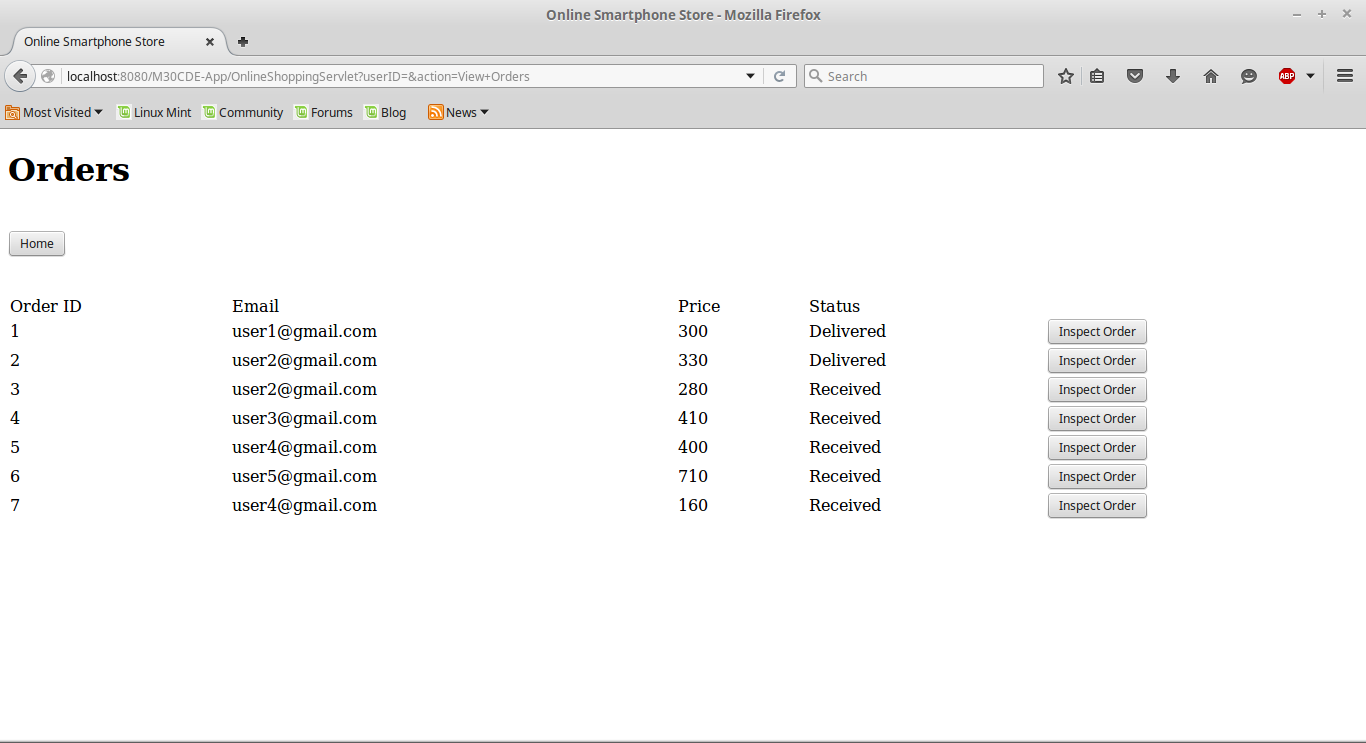 Online Smartphone Store - Mozilla Firefox
Online Smartphone Store
localhost:8080/M30CDE-App/OnlineShoppingServlet?userID=&action=View+Orders Search ABP
Most Visited Linux Mint Community Forums Blog News
Orders
Home
Order ID Email Price Status
1 user1@gmail.com 300 Delivered Inspect Order
2 user2@gmail.com 330 Delivered Inspect Order
3 user2@gmail.com 280 Received Inspect Order
4 user3@gmail.com 410 Received Inspect Order
5 user4@gmail.com 400 Received Inspect Order
6 user5@gmail.com 710 Received Inspect Order
7 user4@gmail.com 160 Received Inspect Order